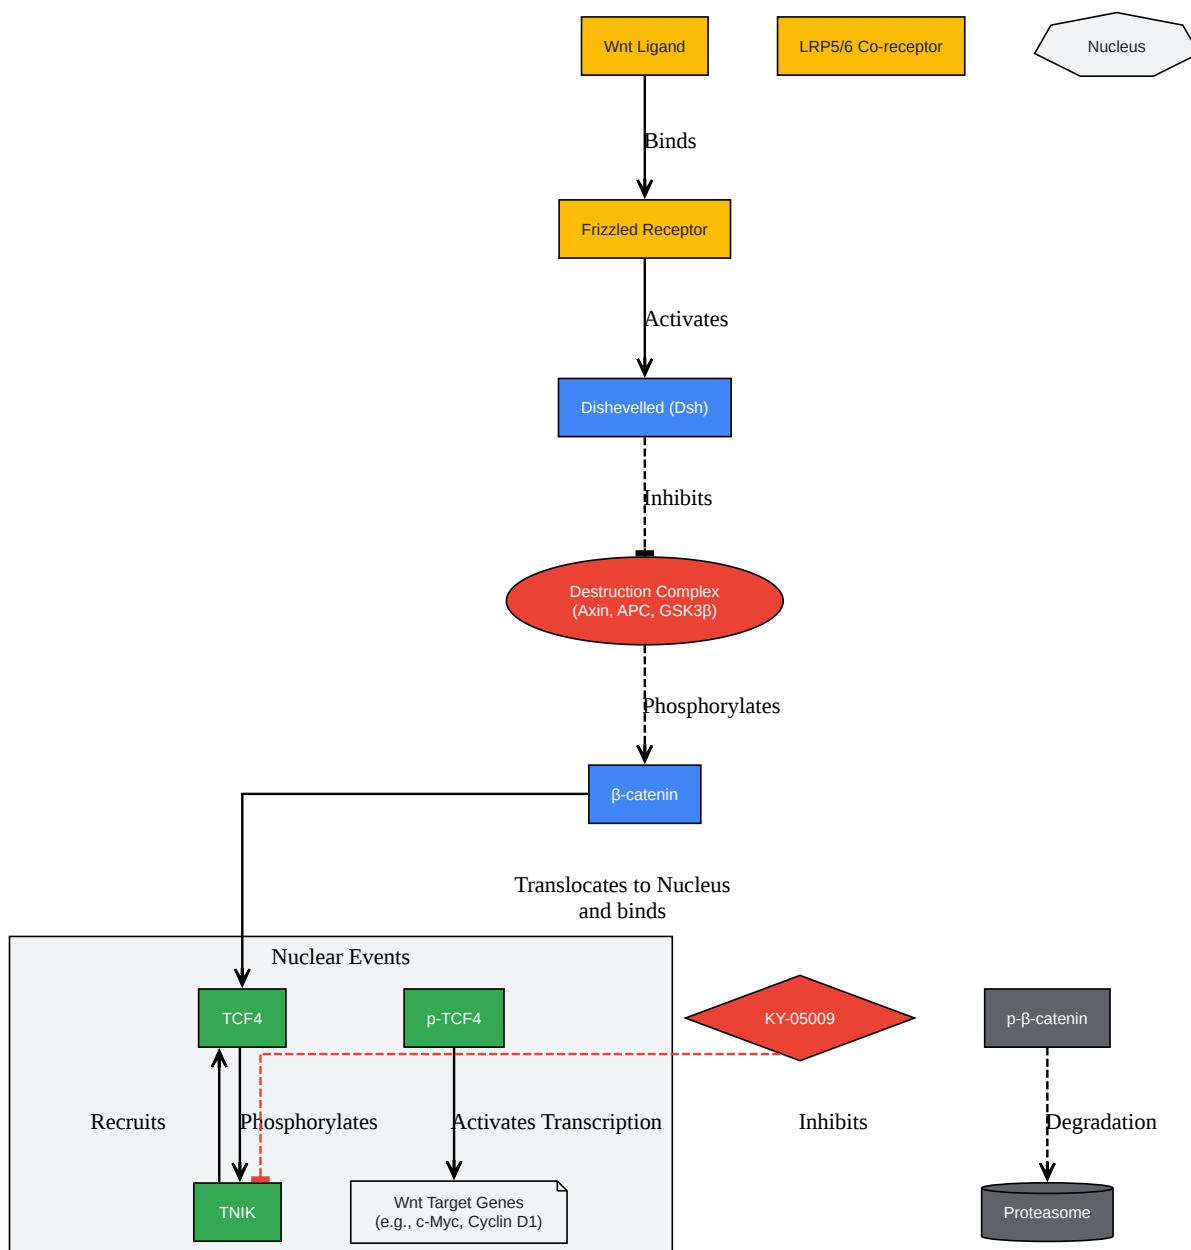 Wnt Ligand
LRP5/6 Co-receptor
Nucleus
Binds
Frizzled Receptor
Activates
Dishevelled (Dsh)
Inhibits
Destruction Complex
(Axin, APC, GSK3β)
Phosphorylates
β-catenin
Translocates to Nucleus
and binds
Nuclear Events
TCF4
p-TCF4
KY-05009
p-β-catenin
Recruits
Phosphorylates
Activates Transcription
Inhibits
Degradation
TNIK
Wnt Target Genes
(e.g., c-Myc, Cyclin D1)
Proteasome